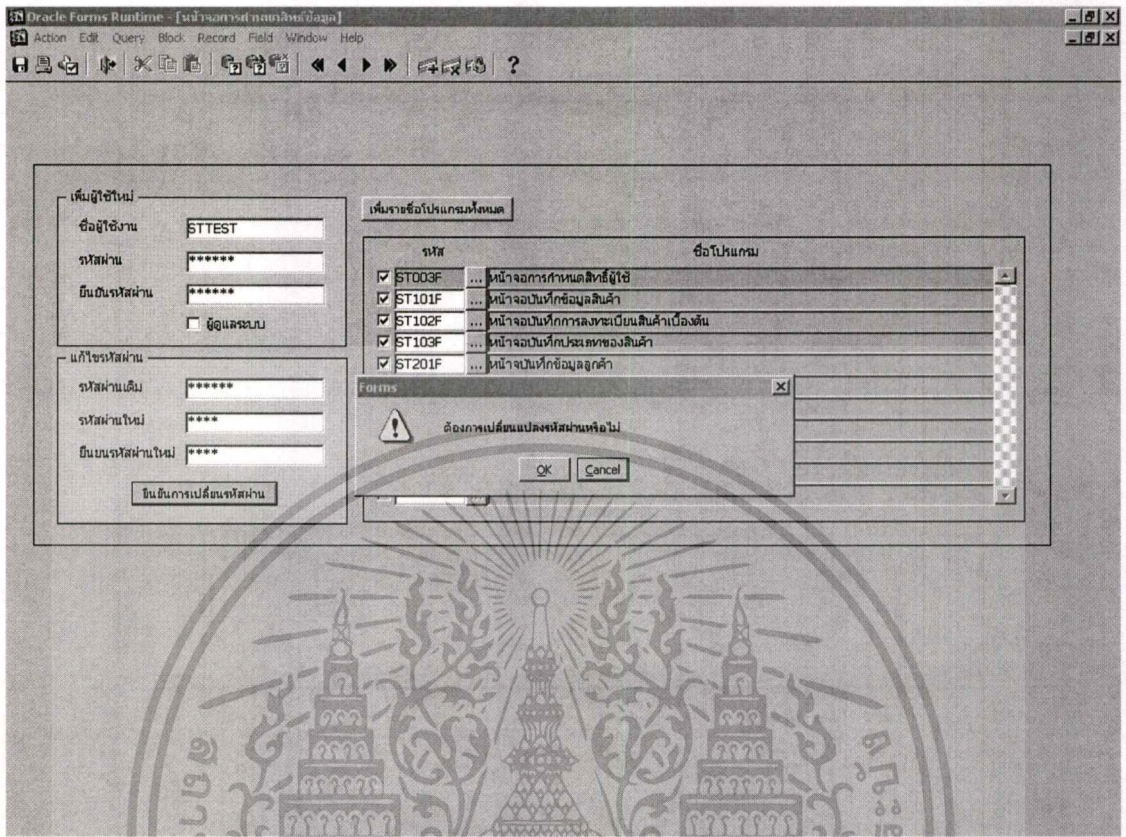 Oracle Forms Runtime - [หน้าจอการกำหนดสิทธิ์ข้อมูล]
Action Edit Query Block Record Field Window Help
เพิ่มผู้ใช้ใหม่
ชื่อผู้ใช้งาน STTEST
รหัสผ่าน ******
ยืนยันรหัสผ่าน ******
ผู้ดูแลระบบ
แก้ไขรหัสผ่าน
รหัสผ่านเดิม ******
รหัสผ่านใหม่ ****
ยืนยนรหัสผ่านใหม่ ****
ยืนยันการเปลี่ยนรหัสผ่าน
เพิ่มรายชื่อโปรแกรมทั้งหมด
รหัส ชื่อโปรแกรม
ST003F ... หน้าจอการกำหนดสิทธิ์ผู้ใช้
ST101F ... หน้าจอบันทึกข้อมูลสินค้า
ST102F ... หน้าจอบันทึกการลงทะเบียนสินค้าเบื้องต้น
ST103F ... หน้าจอบันทึกประเภทของสินค้า
ST201F ... หน้าจบันทึกข้อมูลลูกค้า
Forms
ต้องการเปลี่ยนแปลงรหัสผ่านหรือไม่
OK Cancel